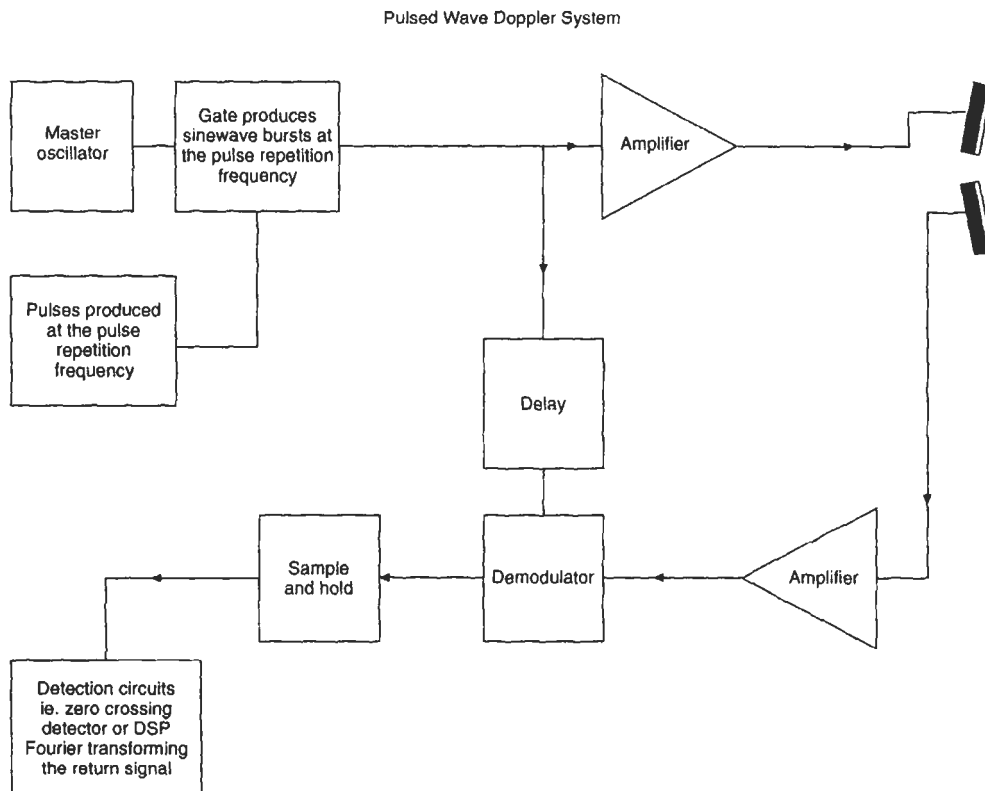 Pulsed Wave Doppler System
Master
oscillator
Gate produces
sinewave bursts at
the pulse repetition
frequency
Amplifier
Pulses produced
at the pulse
repetition
frequency
Delay
Sample
and hold
Demodulator
Amplifier
Detection circuits
ie. zero crossing
detector or DSP
Fourier transforming
the return signal